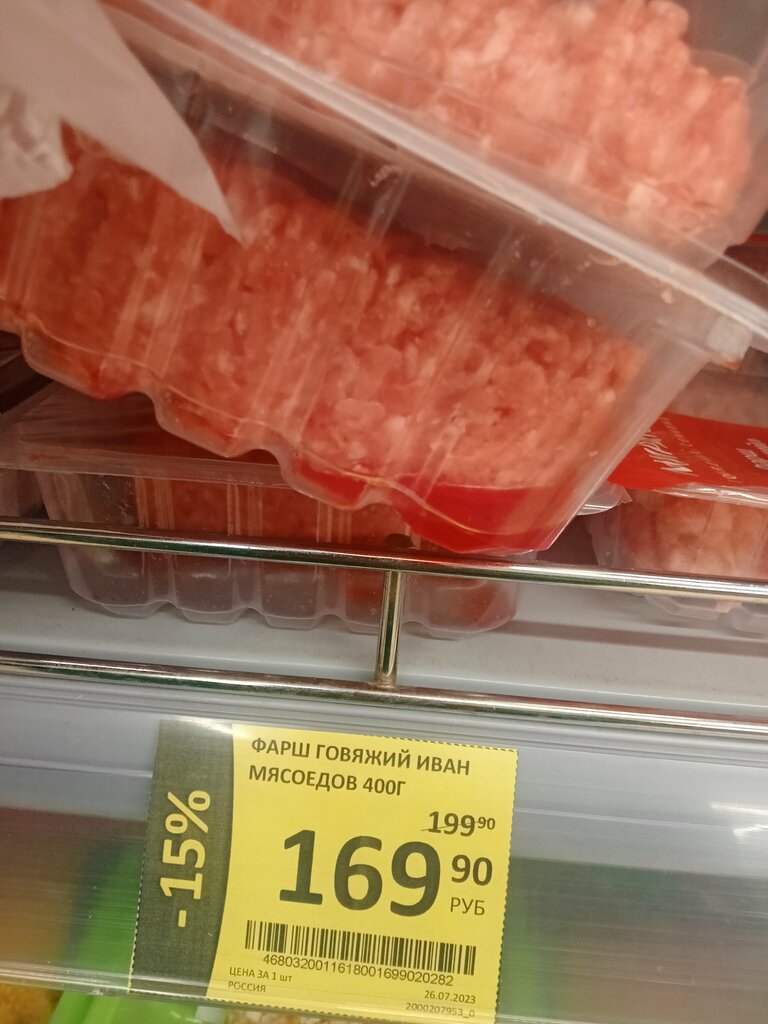 ФАРШ ГОВЯЖИЙ ИВАН
МЯСОЕДОВ 400Г
-15%
199 90
169 90
РУБ
4680320011618001699020282
ЦЕНА ЗА 1 шт
РОССИЯ
26.07.2023
2000207953_0